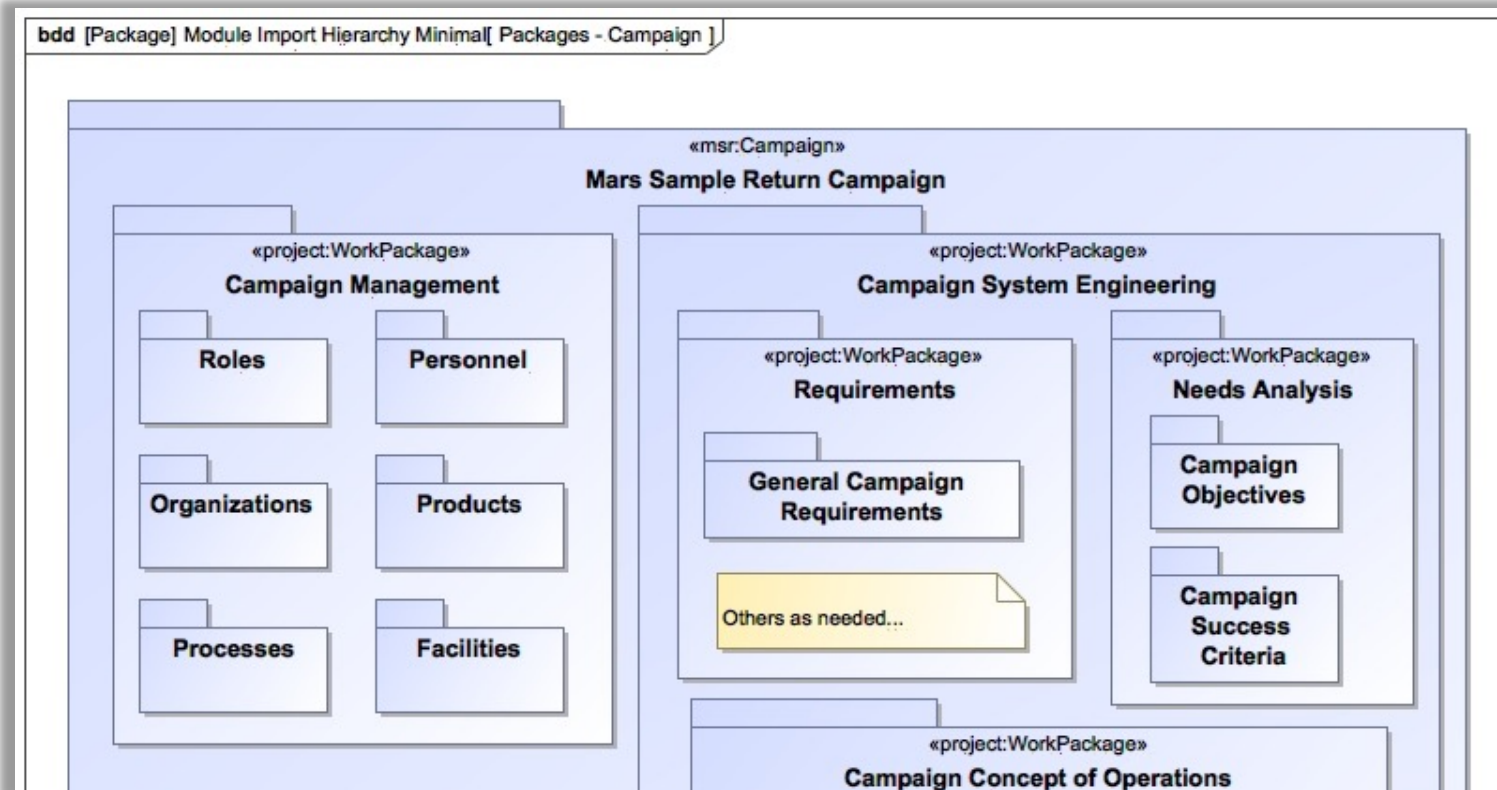 bdd [Package] Module Import Hierarchy Minimal[ Packages - Campaign ]
«msr:Campaign»
Mars Sample Return Campaign
«project:WorkPackage»
Campaign Management
Roles
Personnel
Organizations
Products
Processes
Facilities
«project:WorkPackage»
Campaign System Engineering
«project:WorkPackage»
Requirements
General Campaign
Requirements
Others as needed...
«project:WorkPackage»
Needs Analysis
Campaign
Objectives
Campaign
Success
Criteria
«project:WorkPackage»
Campaign Concept of Operations